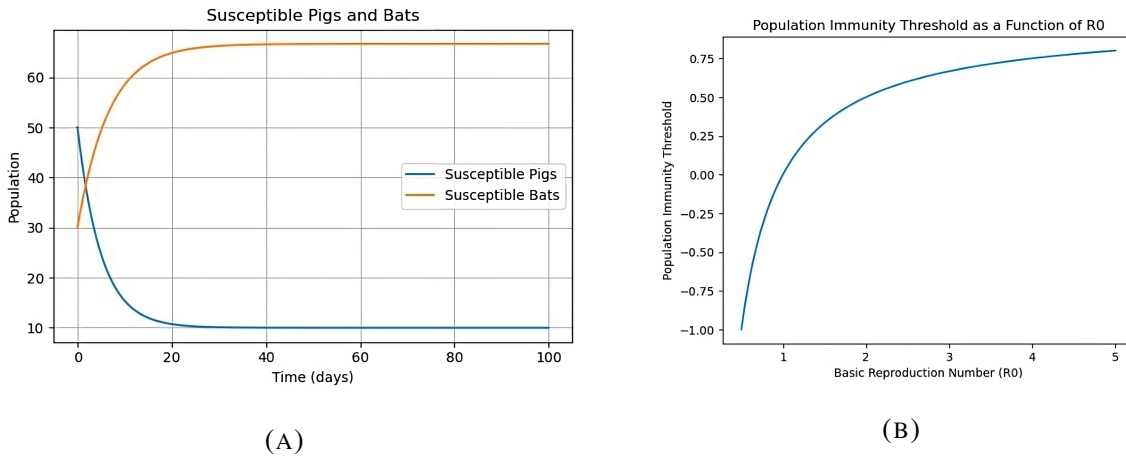 Susceptible Pigs and Bats
Population
60
50
40
30
20
10
Susceptible Pigs
Susceptible Bats
0
20
40
60
80
100
Time (days)
(A)
Population Immunity Threshold as a Function of R0
Population Immunity Threshold
0.75
0.50
0.25
0.00
−0.25
−0.50
−0.75
−1.00
1
2
3
4
5
Basic Reproduction Number (R0)
(B)